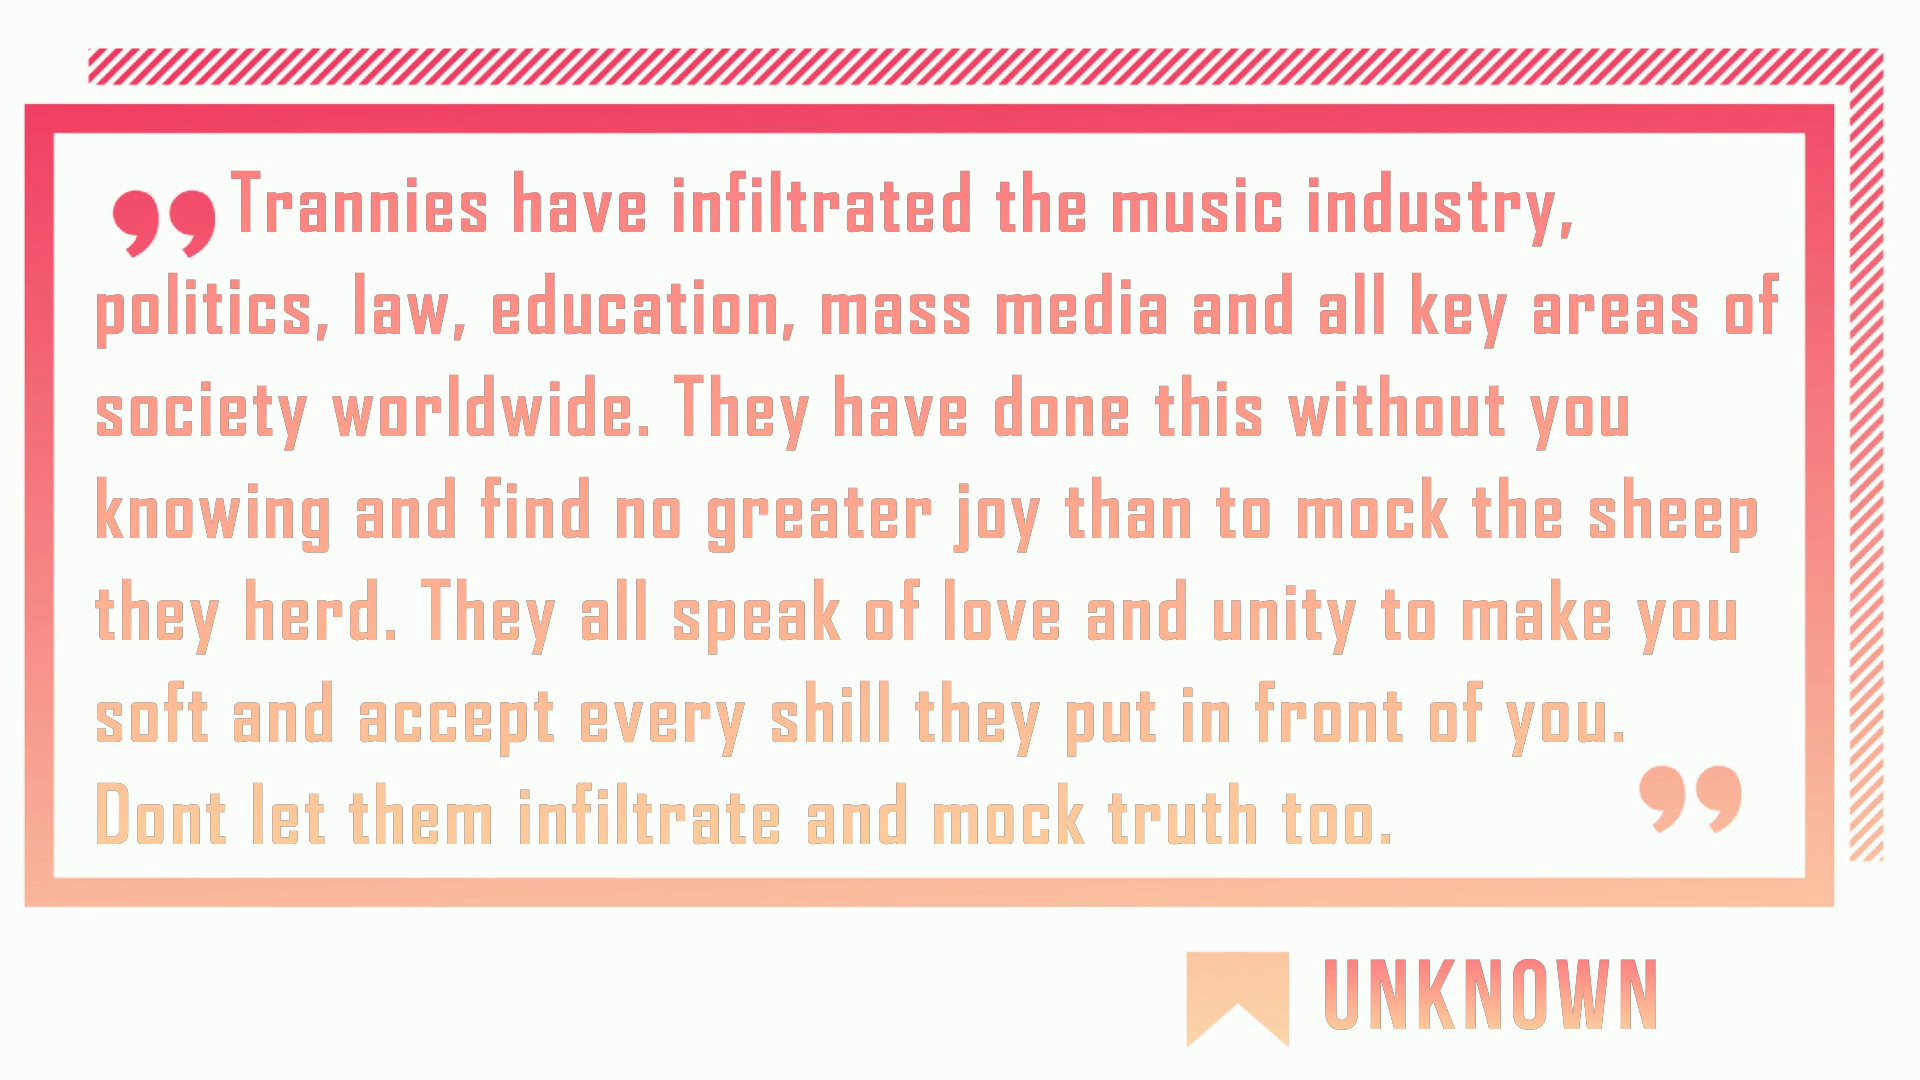 ”Trannies have infiltrated the music industry,
politics, law, education, mass media and all key areas of
society worldwide. They have done this without you
knowing and find no greater joy than to mock the sheep
they herd. They all speak of love and unity to make you
soft and accept every shill they put in front of you.
Dont let them infiltrate and mock truth too. ”
UNKNOWN